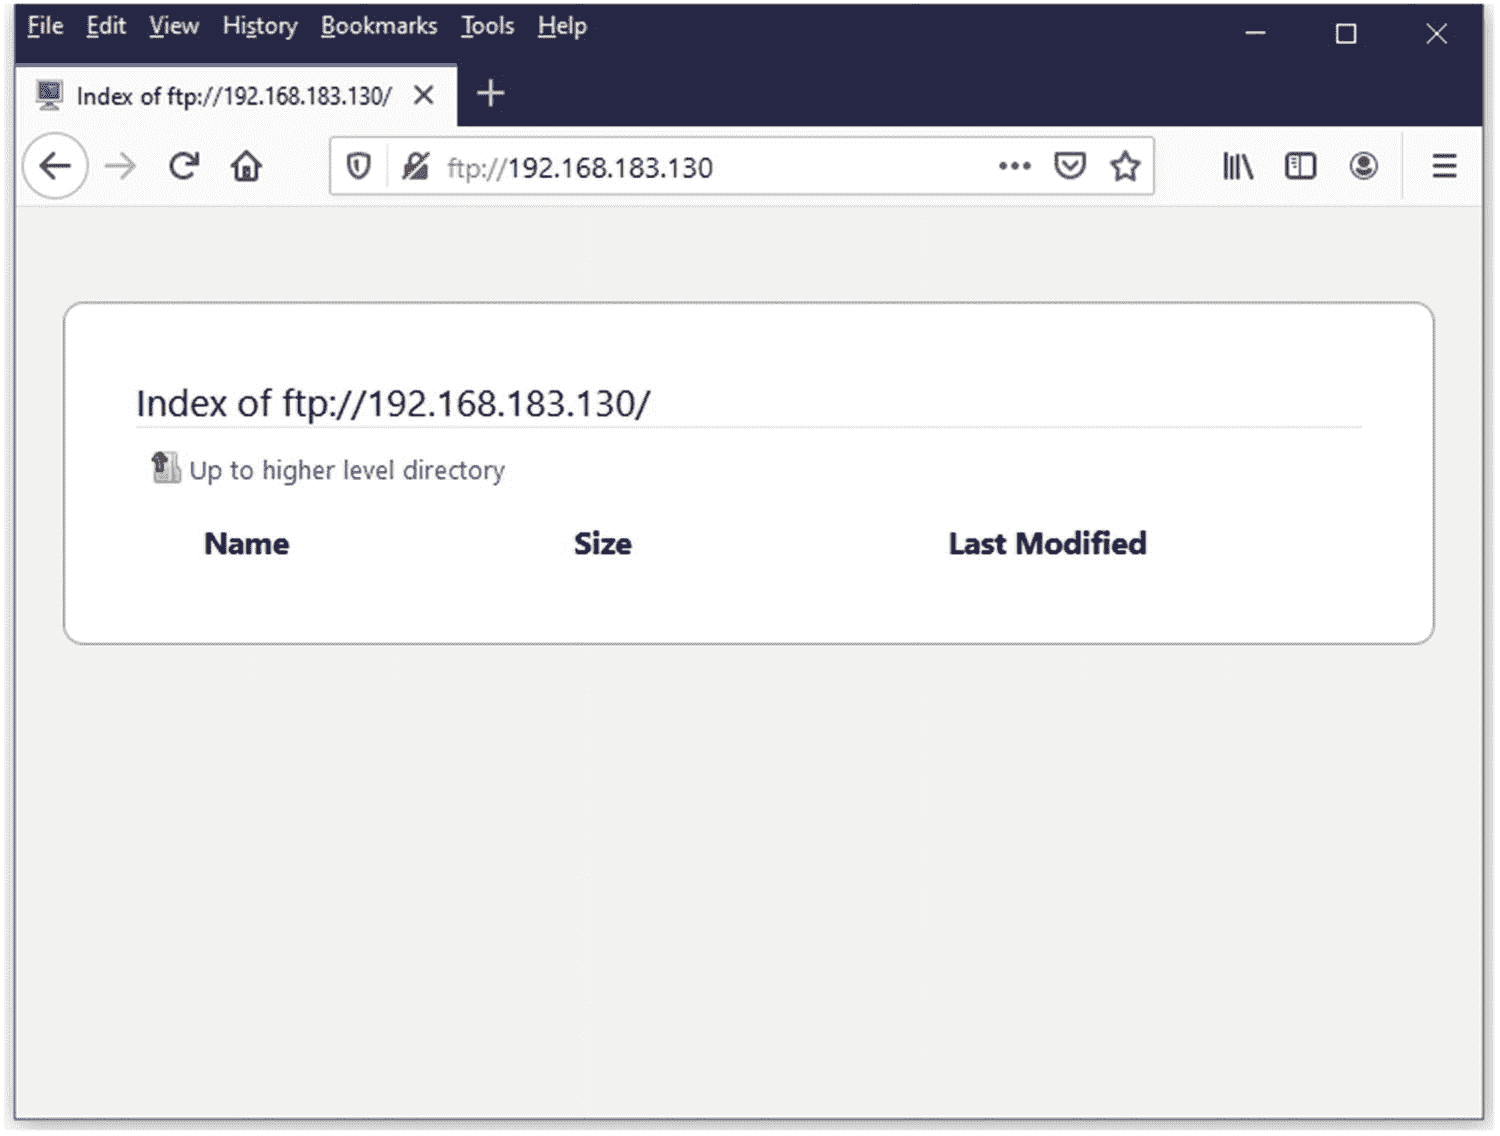 File Edit View History Bookmarks Tools Help
Index of ftp://192.168.183.130/
ftp://192.168.183.130
Index of ftp://192.168.183.130/
Up to higher level directory
Name Size Last Modified